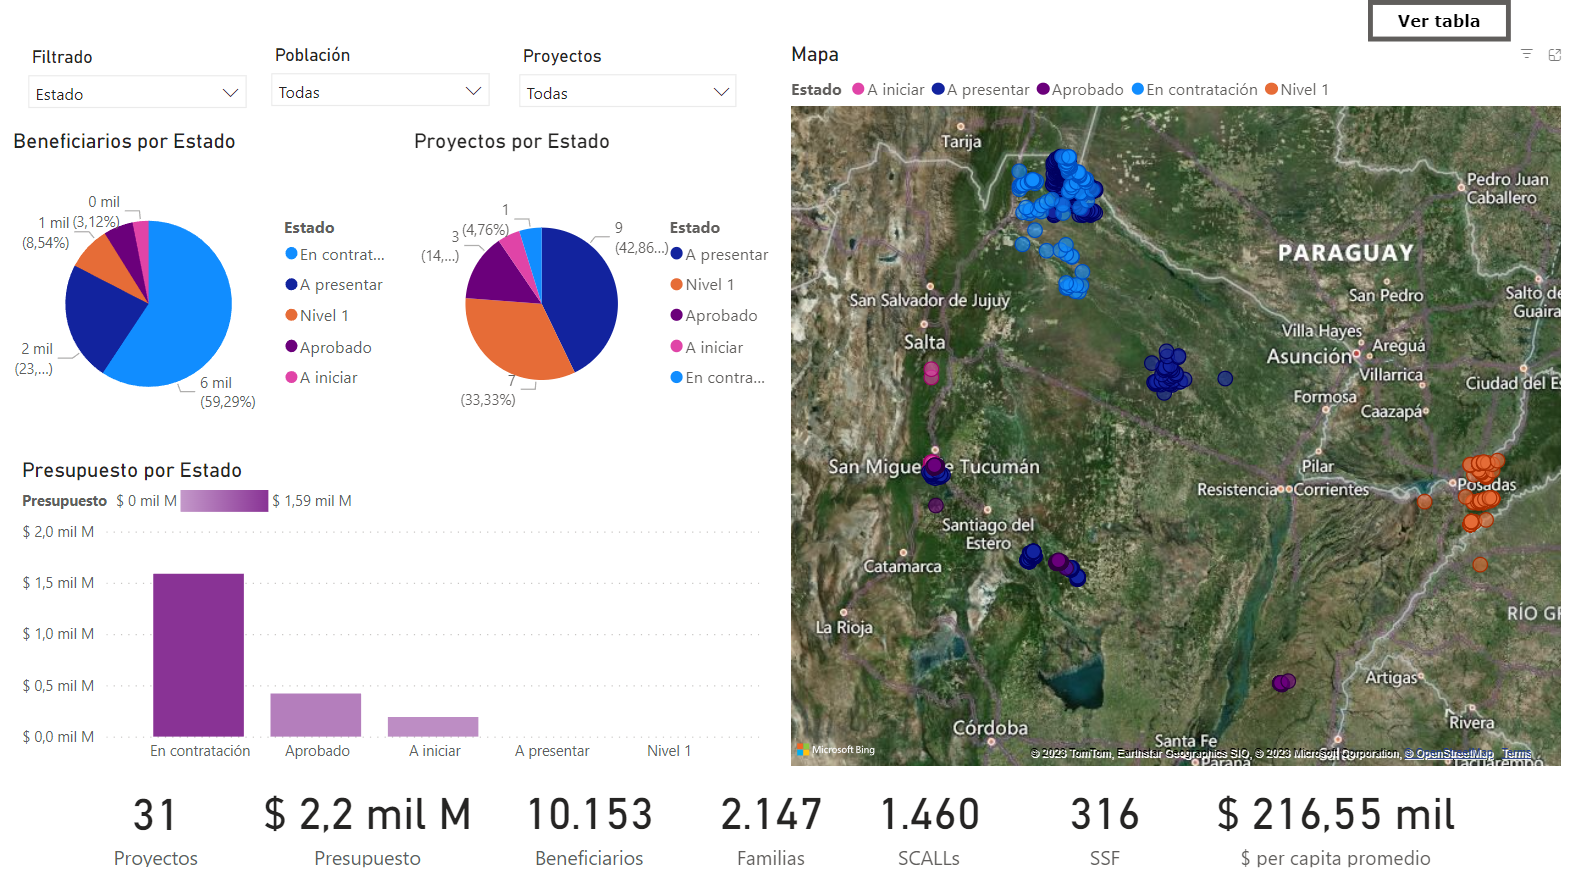 Ver tabla
Filtrado
Estado
Población
Todas
Proyectos
Todas
Beneficiarios por Estado
0 mil
(3,12%)
1 mil
(8,54%)
2 mil
(23,...)
6 mil
(59,29%)
Estado
En contrat...
A presentar
Nivel 1
Aprobado
A iniciar
Proyectos por Estado
1
(4,76%)
3
(14,...)
9
(42,86...)
7
(33,33%)
Estado
A presentar
Nivel 1
Aprobado
A iniciar
En contra...
Presupuesto por Estado
Presupuesto $ 0 mil M $ 1,59 mil M
$ 2,0 mil M
$ 1,5 mil M
$ 1,0 mil M
$ 0,5 mil M
$ 0,0 mil M
En contratación Aprobado A iniciar A presentar Nivel 1
Mapa
Estado A iniciar A presentar Aprobado En contratación Nivel 1
Tarija
Pedro Juan
Caballero
PARAGUAY
San Salvador de Jujuy
San Pedro
Salto de
Guaira
Salta
Villa Hayes
Asunción
Areguá
Villarrica
Ciudad del Es
Formosa
Caazapá
San Migue de Tucumán
Pilar
Resistencia
Corrientes
Posadas
Santiago del
Estero
Catamarca
La Rioja
RÍO GR
Artigas
Rivera
Córdoba
Santa Fe
Paraná
Tacuarembo
Microsoft Bing
© 2023 TomTom, Earthstar Geographics SIO, © 2023 Microsoft Corporation, © OpenStreetMap Terms
31
Proyectos
$ 2,2 mil M
Presupuesto
10.153
Beneficiarios
2.147
Familias
1.460
SCALLs
316
SSF
$ 216,55 mil
$ per capita promedio